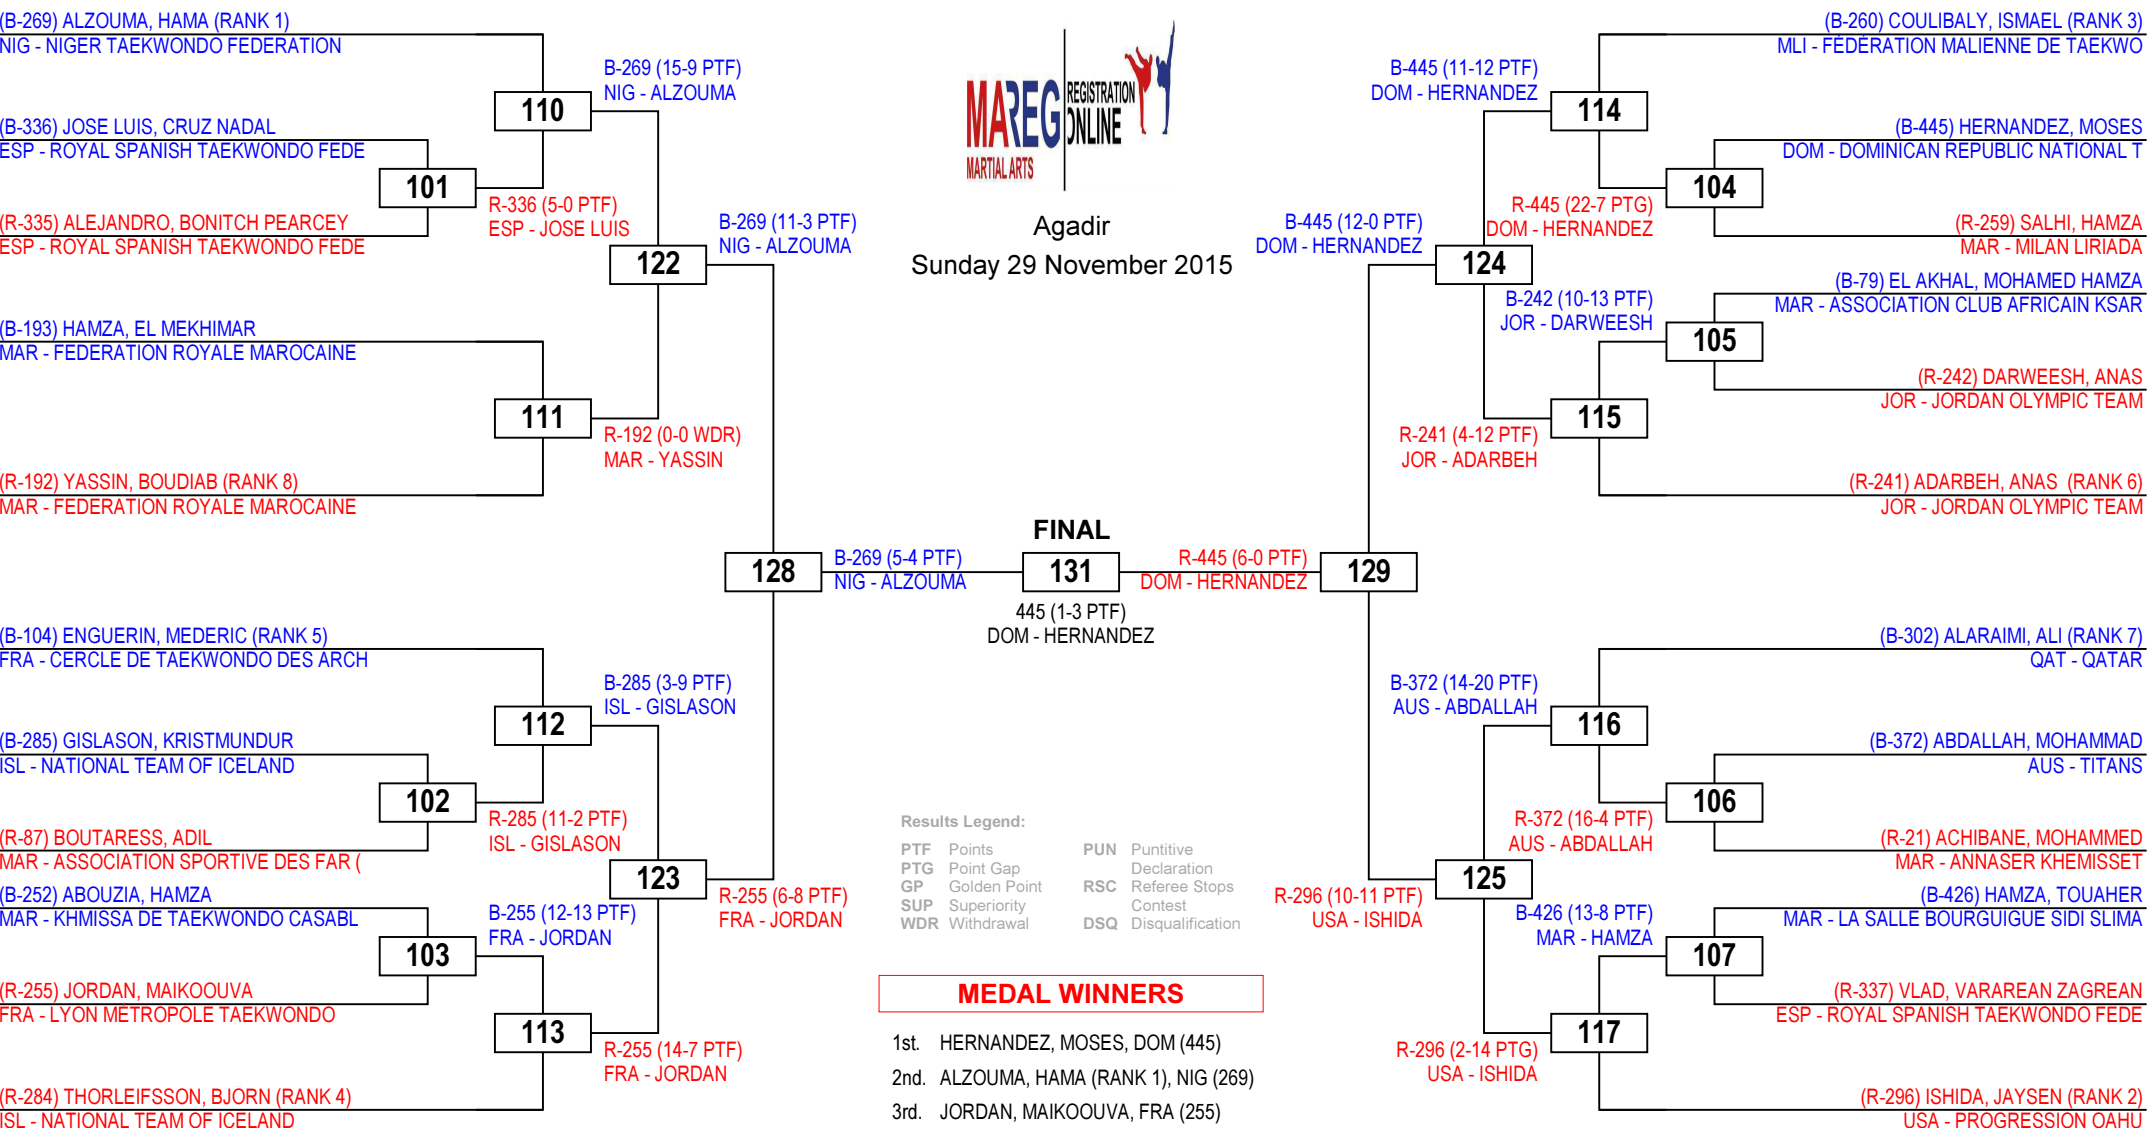 (B-269) ALZOUMA, HAMA (RANK 1)
NIG - NIGER TAEKWONDO FEDERATION
B-269 (15-9 PTF)
NIG - ALZOUMA
110
(B-336) JOSE LUIS, CRUZ NADAL
ESP - ROYAL SPANISH TAEKWONDO FEDE
101
R-336 (5-0 PTF)
ESP - JOSE LUIS
(R-335) ALEJANDRO, BONITCH PEARCEY
ESP - ROYAL SPANISH TAEKWONDO FEDE
B-269 (11-3 PTF)
NIG - ALZOUMA
122
(B-193) HAMZA, EL MEKHIMAR
MAR - FEDERATION ROYALE MAROCAINE
111
R-192 (0-0 WDR)
MAR - YASSIN
(R-192) YASSIN, BOUDIAB (RANK 8)
MAR - FEDERATION ROYALE MAROCAINE
128
B-269 (5-4 PTF)
NIG - ALZOUMA
(B-104) ENGUERIN, MEDERIC (RANK 5)
FRA - CERCLE DE TAEKWONDO DES ARCH
B-285 (3-9 PTF)
ISL - GISLASON
112
(B-285) GISLASON, KRISTMUNDUR
ISL - NATIONAL TEAM OF ICELAND
102
R-285 (11-2 PTF)
ISL - GISLASON
(R-87) BOUTARESS, ADIL
MAR - ASSOCIATION SPORTIVE DES FAR (
123
R-255 (6-8 PTF)
FRA - JORDAN
(B-252) ABOUZIA, HAMZA
MAR - KHMISSA DE TAEKWONDO CASABL
B-255 (12-13 PTF)
FRA - JORDAN
103
(R-255) JORDAN, MAIKOOUVA
FRA - LYON MÉTROPOLE TAEKWONDO
113
R-255 (14-7 PTF)
FRA - JORDAN
(R-284) THORLEIFSSON, BJORN (RANK 4)
ISL - NATIONAL TEAM OF ICELAND
MAREG
MARTIAL ARTS
REGISTRATION
ONLINE
Agadir
Sunday 29 November 2015
FINAL
131
445 (1-3 PTF)
DOM - HERNANDEZ
Results Legend:
PTF Points
PTG Point Gap
GP Golden Point
SUP Superiority
WDR Withdrawal
PUN Puntitive
Declaration
RSC Referee Stops
Contest
DSQ Disqualification
MEDAL WINNERS
1st. HERNANDEZ, MOSES, DOM (445)
2nd. ALZOUMA, HAMA (RANK 1), NIG (269)
3rd. JORDAN, MAIKOOUVA, FRA (255)
(B-260) COULIBALY, ISMAEL (RANK 3)
MLI - FÉDÉRATION MALIENNE DE TAEKWO
B-445 (11-12 PTF)
DOM - HERNANDEZ
114
(B-445) HERNANDEZ, MOSES
DOM - DOMINICAN REPUBLIC NATIONAL T
104
R-445 (22-7 PTG)
DOM - HERNANDEZ
(R-259) SALHI, HAMZA
MAR - MILAN LIRIADA
B-445 (12-0 PTF)
DOM - HERNANDEZ
124
(B-79) EL AKHAL, MOHAMED HAMZA
MAR - ASSOCIATION CLUB AFRICAIN KSAR
B-242 (10-13 PTF)
JOR - DARWEESH
105
(R-242) DARWEESH, ANAS
JOR - JORDAN OLYMPIC TEAM
115
R-241 (4-12 PTF)
JOR - ADARBEH
(R-241) ADARBEH, ANAS (RANK 6)
JOR - JORDAN OLYMPIC TEAM
R-445 (6-0 PTF)
DOM - HERNANDEZ
129
(B-302) ALARAIMI, ALI (RANK 7)
QAT - QATAR
B-372 (14-20 PTF)
AUS - ABDALLAH
116
(B-372) ABDALLAH, MOHAMMAD
AUS - TITANS
106
R-372 (16-4 PTF)
AUS - ABDALLAH
(R-21) ACHIBANE, MOHAMMED
MAR - ANNASER KHEMISSET
125
R-296 (10-11 PTF)
USA - ISHIDA
(B-426) HAMZA, TOUAHER
MAR - LA SALLE BOURGUIGUE SIDI SLIMA
B-426 (13-8 PTF)
MAR - HAMZA
107
(R-337) VLAD, VARAREAN ZAGREAN
ESP - ROYAL SPANISH TAEKWONDO FEDE
117
R-296 (2-14 PTG)
USA - ISHIDA
(R-296) ISHIDA, JAYSEN (RANK 2)
USA - PROGRESSION OAHU